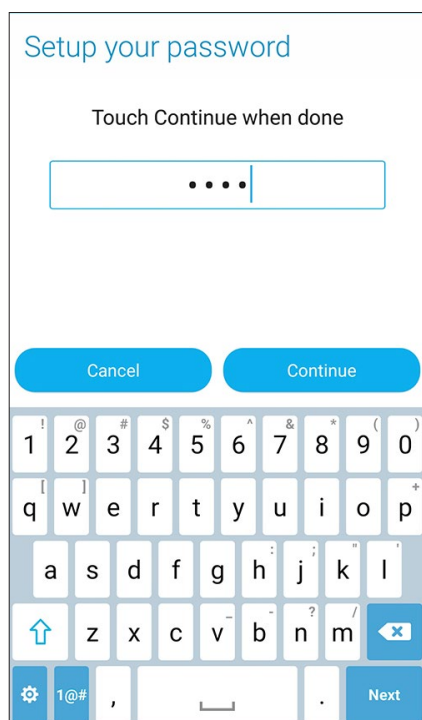 Setup your password
Touch Continue when done
••••
Cancel Continue
! @ # $ % ^ & * ( )
1 2 3 4 5 6 7 8 9 0
[ ] +
q w e r t y u i o p
: ; " '
a s d f g h j k l
_ - ? /
z x c v b n m
1@# , . Next